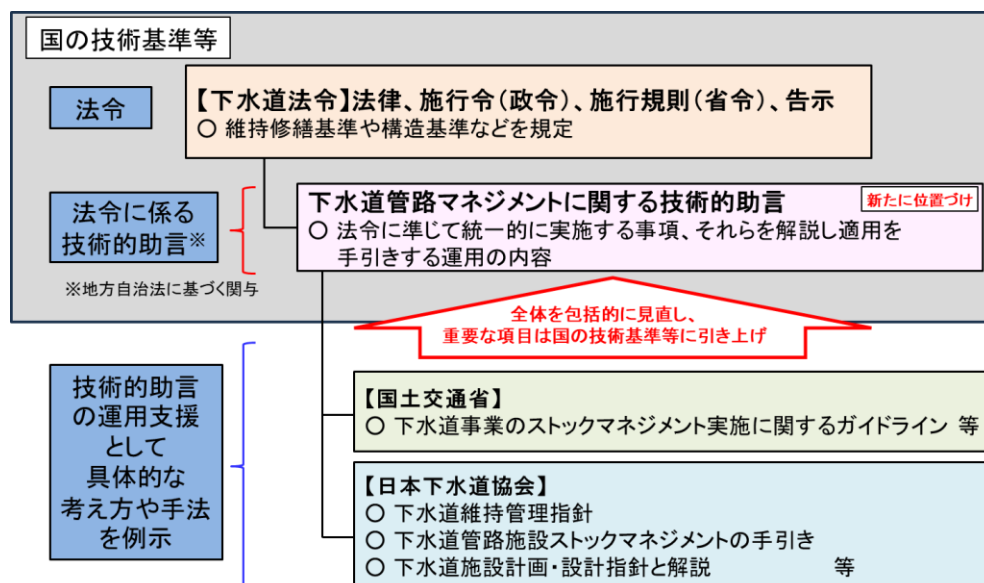 国の技術基準等
法令
【下水道法令】法律、施行令(政令)、施行規則(省令)、告示
○ 維持修繕基準や構造基準などを規定
法令に係る
技術的助言※
※地方自治法に基づく関与
下水道管路マネジメントに関する技術的助言
新たに位置づけ
○ 法令に準じて統一的に実施する事項、それらを解説し適用を
手引きする運用の内容
全体を包括的に見直し、
重要な項目は国の技術基準等に引き上げ
技術的助言
の運用支援
として
具体的な
考え方や手法
を例示
【国土交通省】
○ 下水道事業のストックマネジメント実施に関するガイドライン 等
【日本下水道協会】
○ 下水道維持管理指針
○ 下水道管路施設ストックマネジメントの手引き
○ 下水道施設計画・設計指針と解説 等